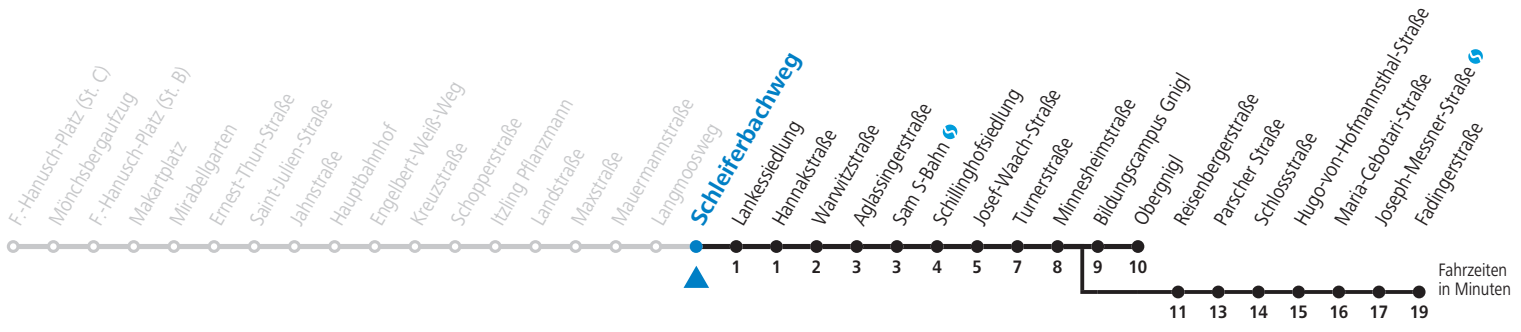 F.-Hanusch-Platz (St. C)
Mönchsbergaufzug
F.-Hanusch-Platz (St. B)
Makartplatz
Mirabellgarten
Ernest-Thun-Straße
Saint-Julien-Straße
Jahnstraße
Hauptbahnhof
Engelbert-Weiß-Weg
Kreuzstraße
Schopperstraße
Itzling Pflanzmann
Landstraße
Maxstraße
Mauermannstraße
Langmoosweg
Schleiferbachweg
Lankessiedlung
Hannakstraße
Warwitzstraße
Aglassingerstraße
Sam S-Bahn
Schillinghofsiedlung
Josef-Waach-Straße
Turnerstraße
Minnesheimstraße
Bildungscampus Gnigl
Obergnigl
Reisenbergerstraße
Parscher Straße
Schlossstraße
Hugo-von-Hofmannsthal-Straße
Maria-Cebotari-Straße
Joseph-Messner-Straße
Fadingerstraße
1 1 2 3 3 4 5 7 8 9 10
Fahrzeiten
in Minuten
11 13 14 15 16 17 19